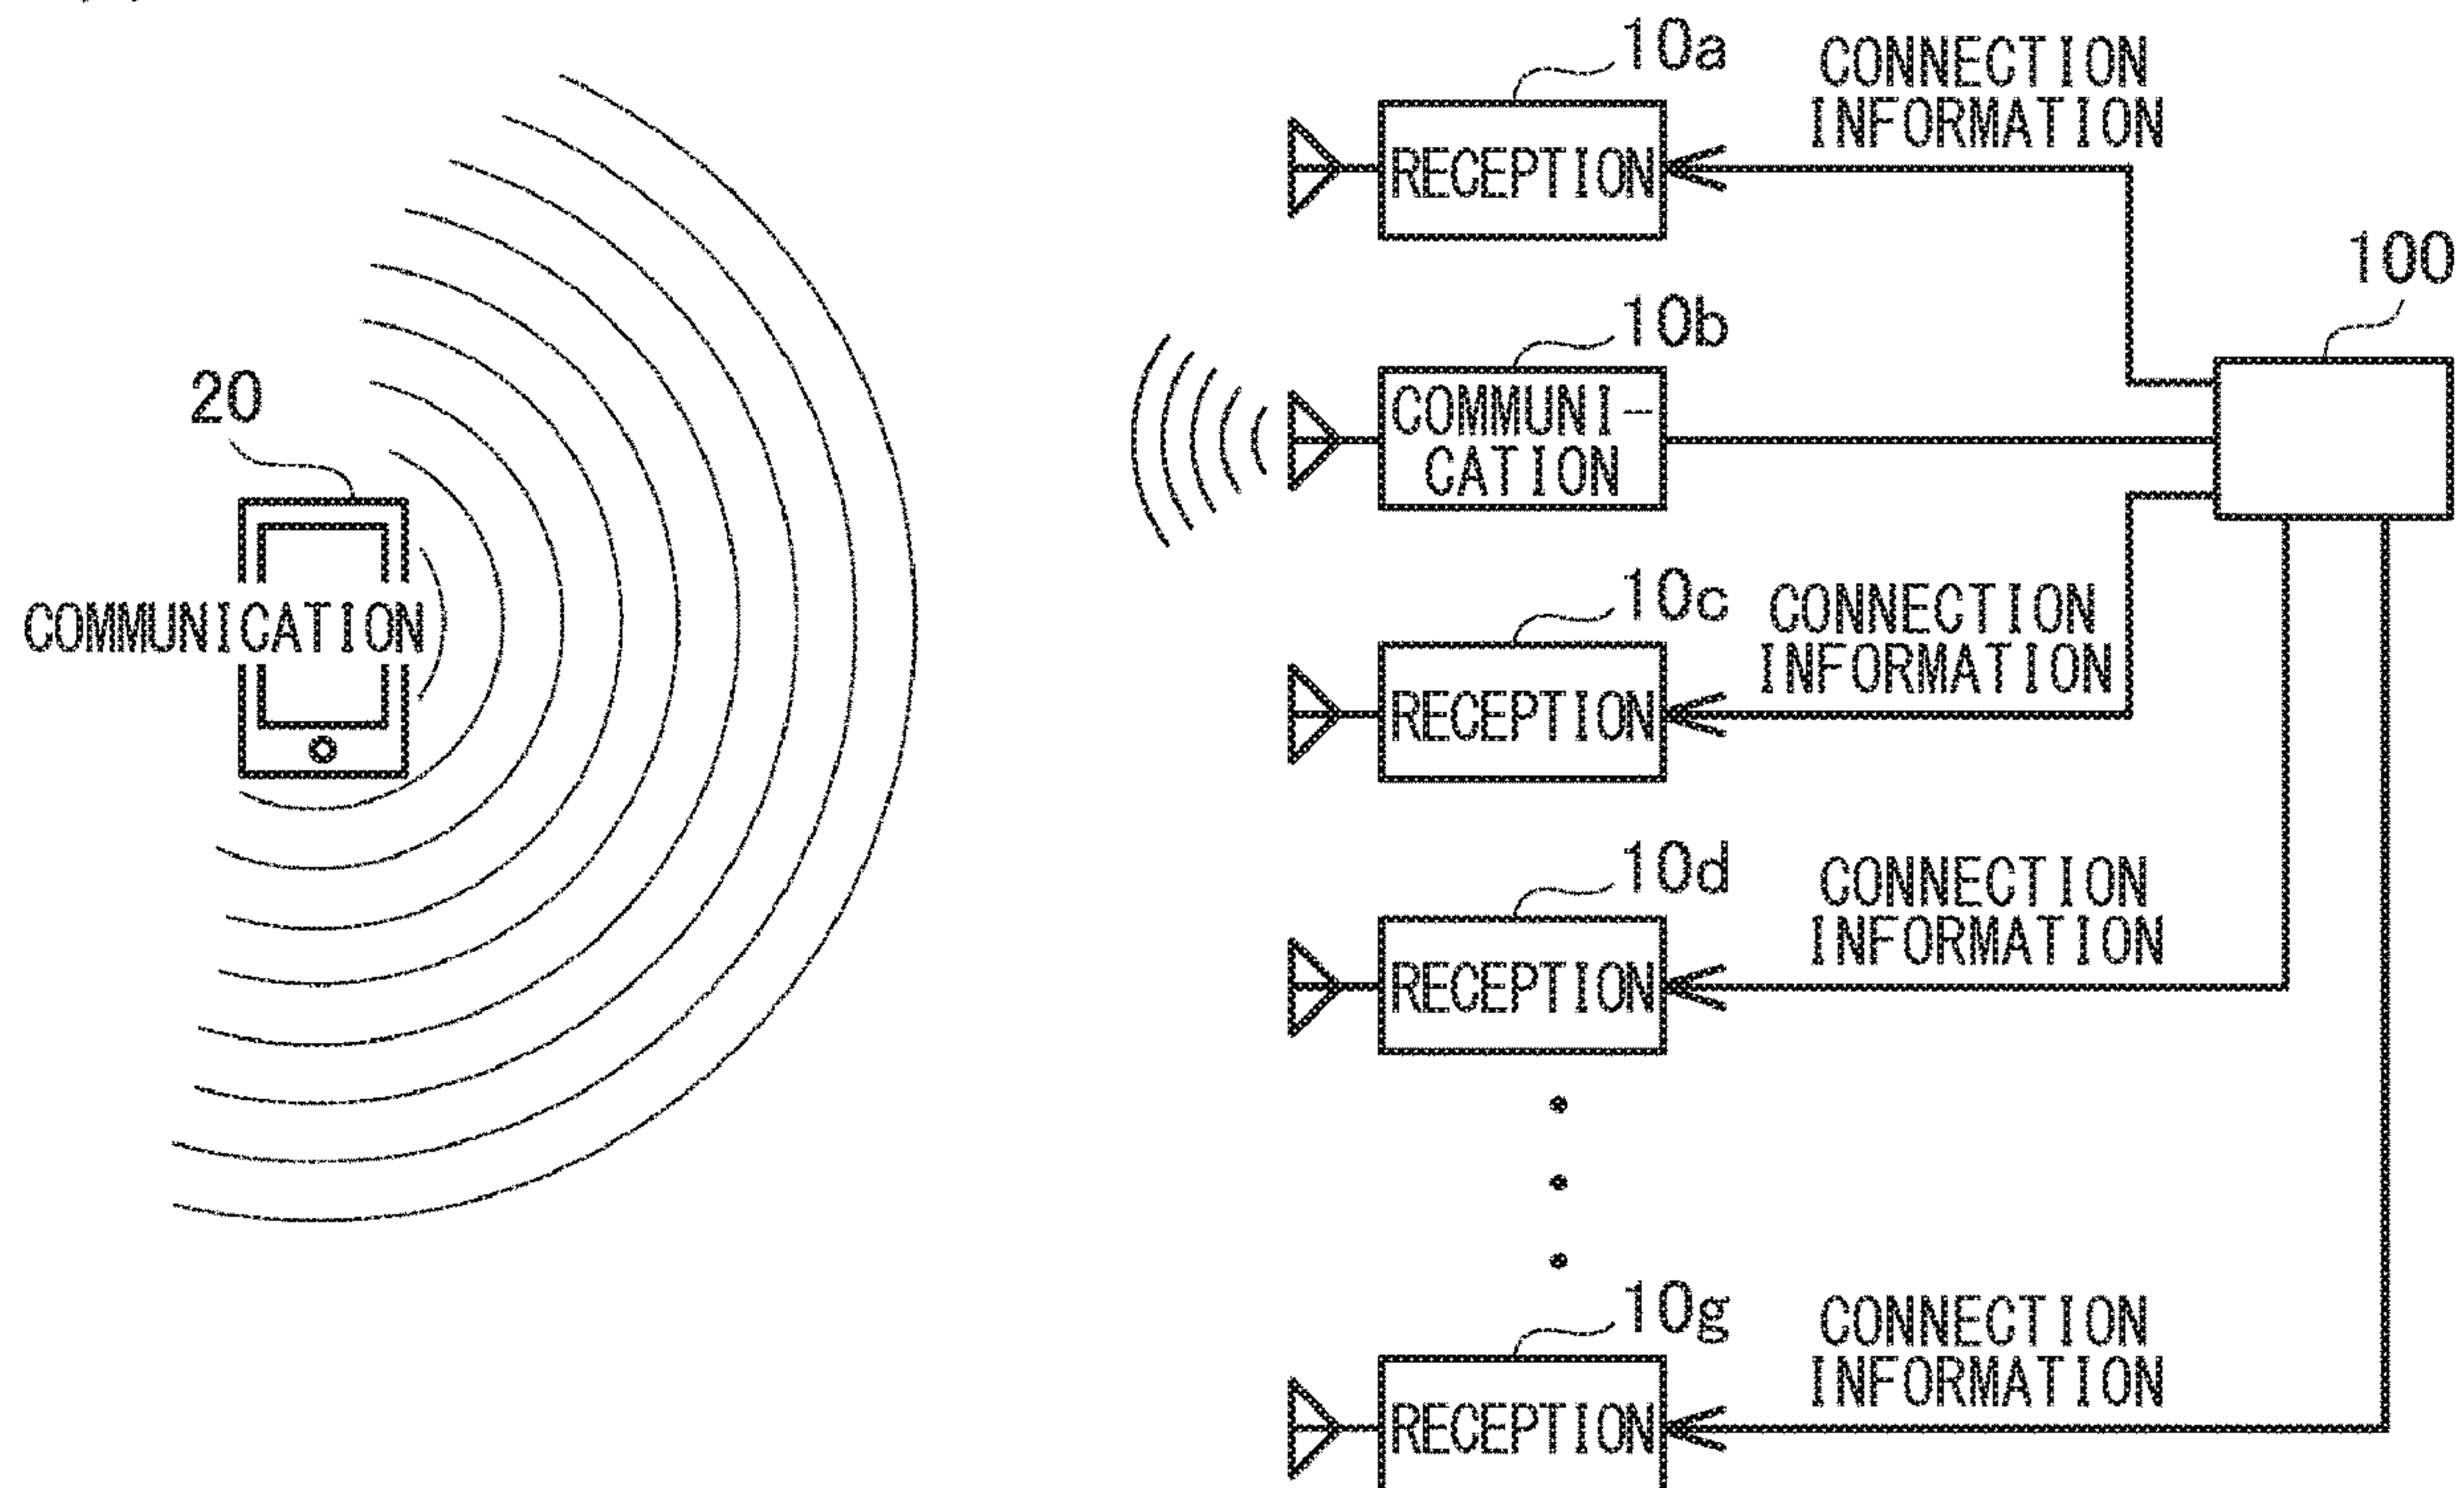 10a
CONNECTION
INFORMATION
RECEPTION
100
10b
COMMUNI-
CATION
20
COMMUNICATION
10c
CONNECTION
INFORMATION
RECEPTION
10d
CONNECTION
INFORMATION
RECEPTION
10g
CONNECTION
INFORMATION
RECEPTION